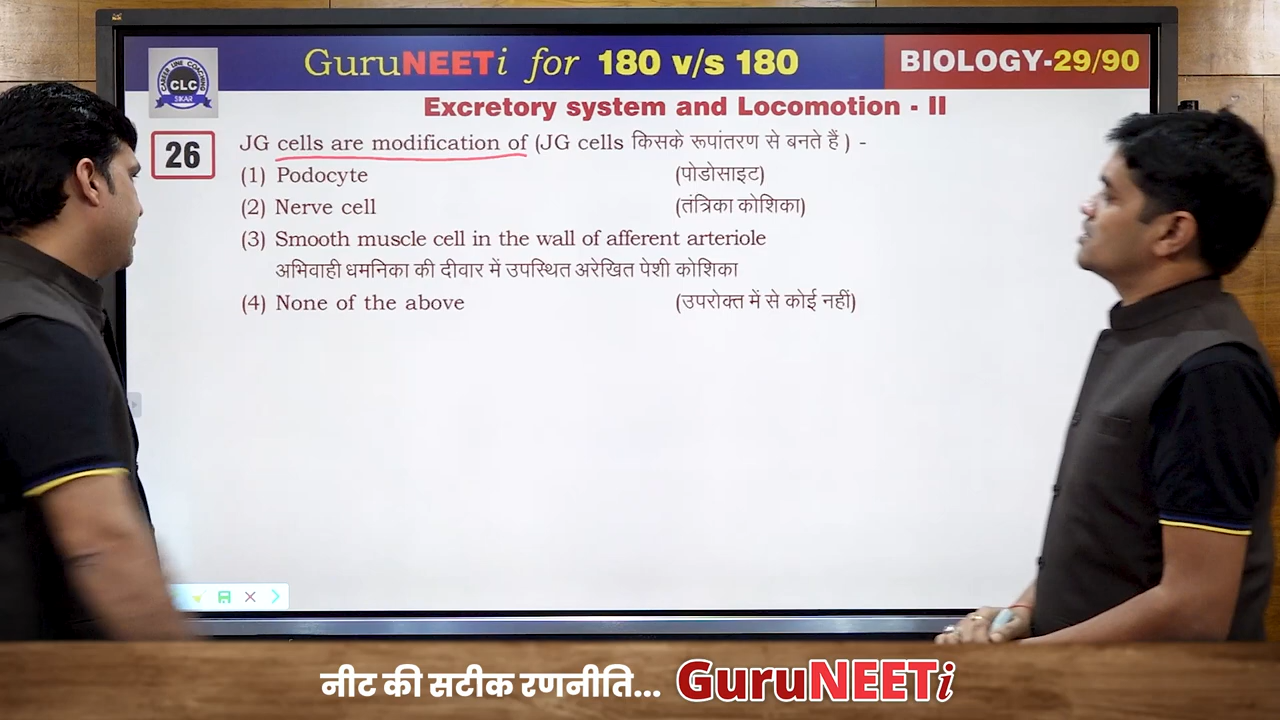 GuruNEETi for 180 v/s 180
BIOLOGY-29/90
CAREER LINE COACHING
CLC
SIKAR
Excretory system and Locomotion - II
26
JG cells are modification of (JG cells किसके रूपांतरण से बनते हैं ) -
(1) Podocyte (पोडोसाइट)
(2) Nerve cell (तंत्रिका कोशिका)
(3) Smooth muscle cell in the wall of afferent arteriole
अभिवाही धमनिका की दीवार में उपस्थित अरेखित पेशी कोशिका
(4) None of the above (उपरोक्त में से कोई नहीं)
नीट की सटीक रणनीति... GuruNEETi